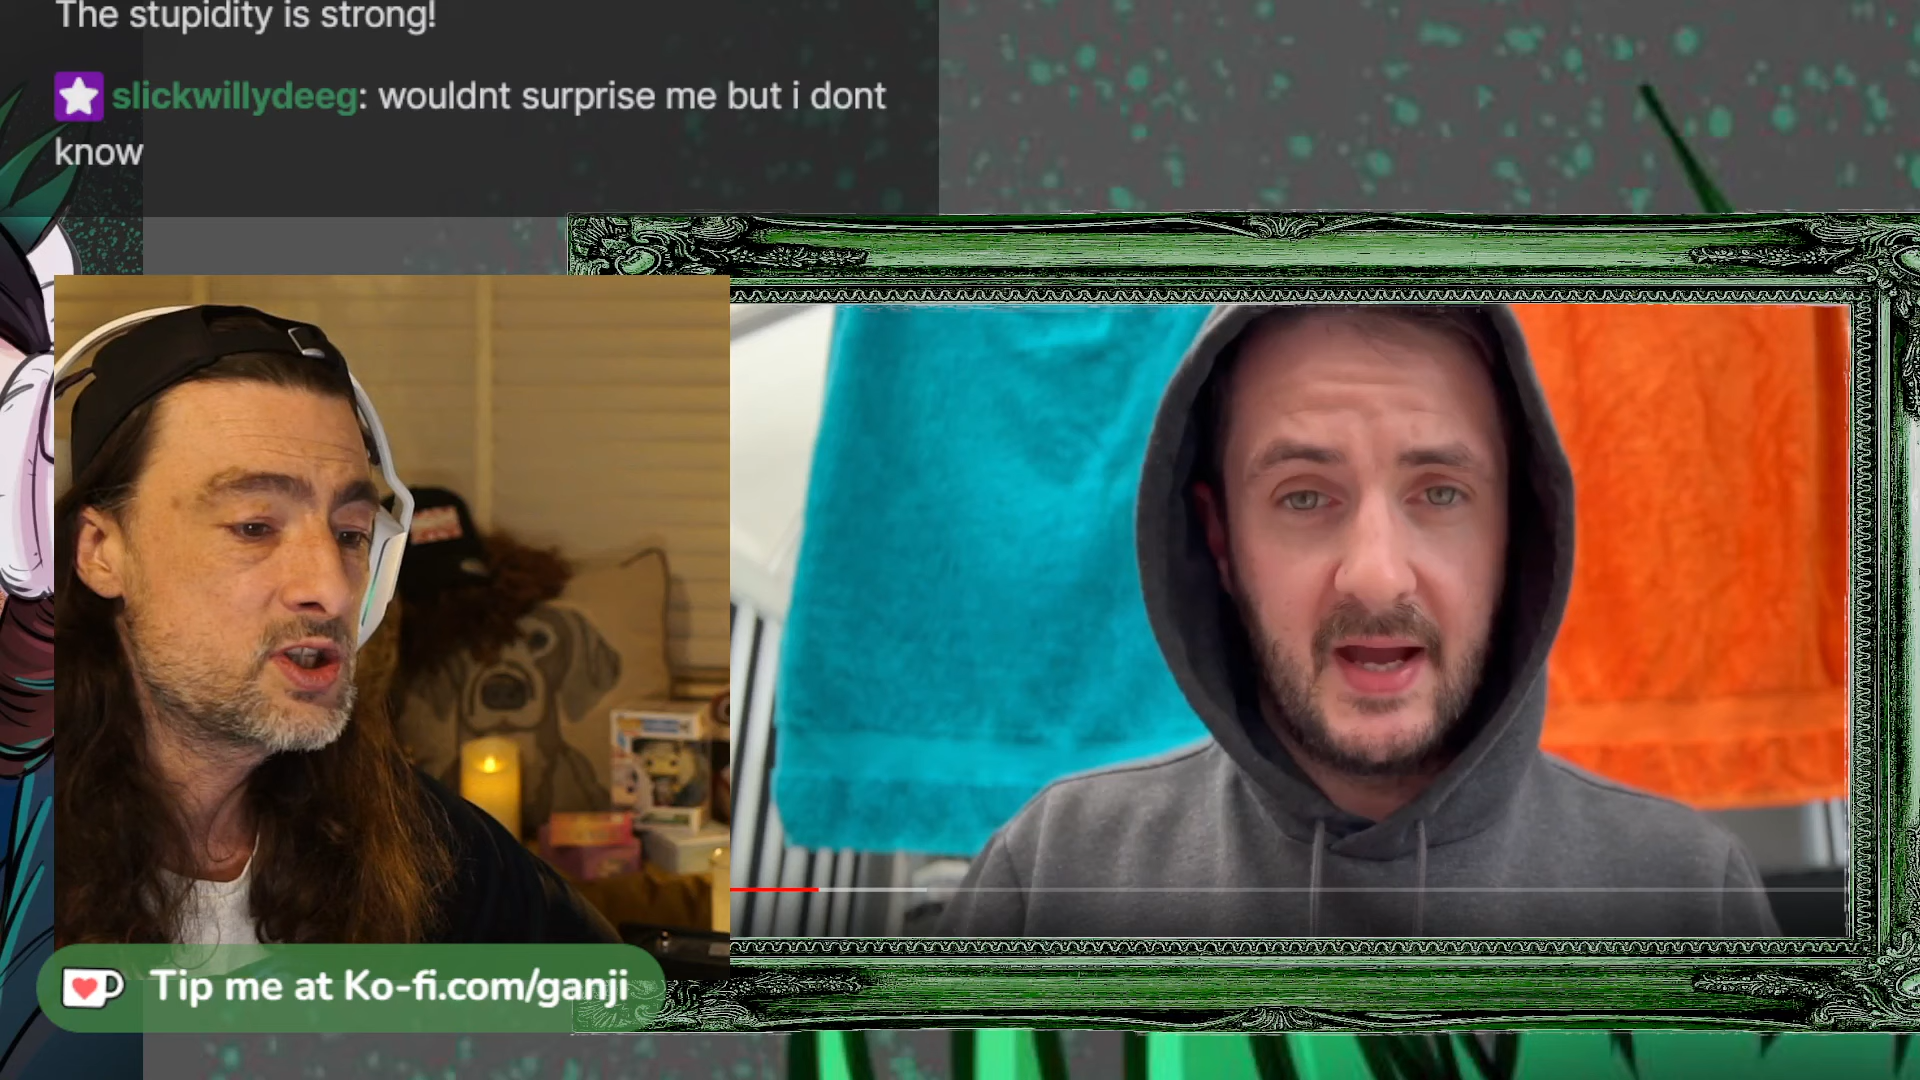 The stupidity is strong!
slickwillydeeg: wouldnt surprise me but i dont
know
Tip me at Ko-fi.com/ganji